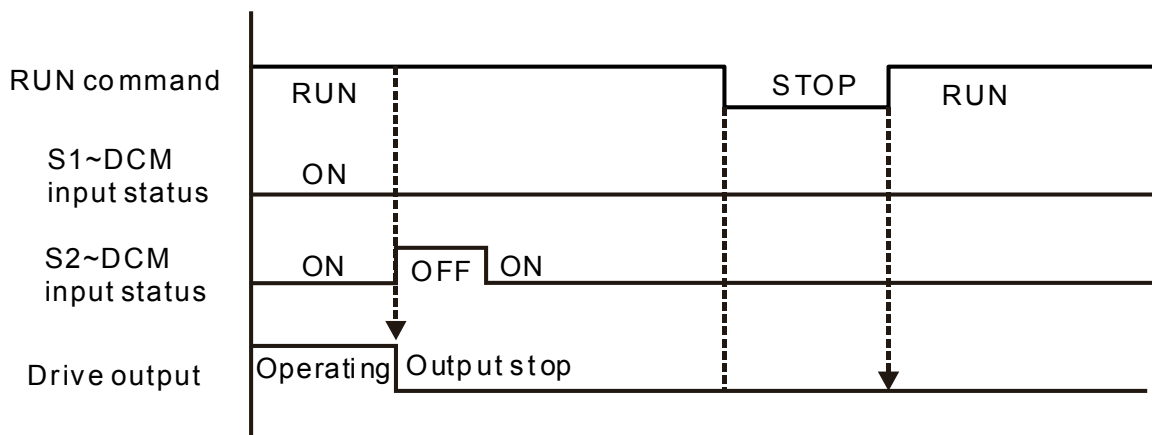 RUN command
RUN
STOP
RUN
S1~DCM
input status
ON
S2~DCM
input status
ON
OFF
ON
Drive output
Operating
Output stop